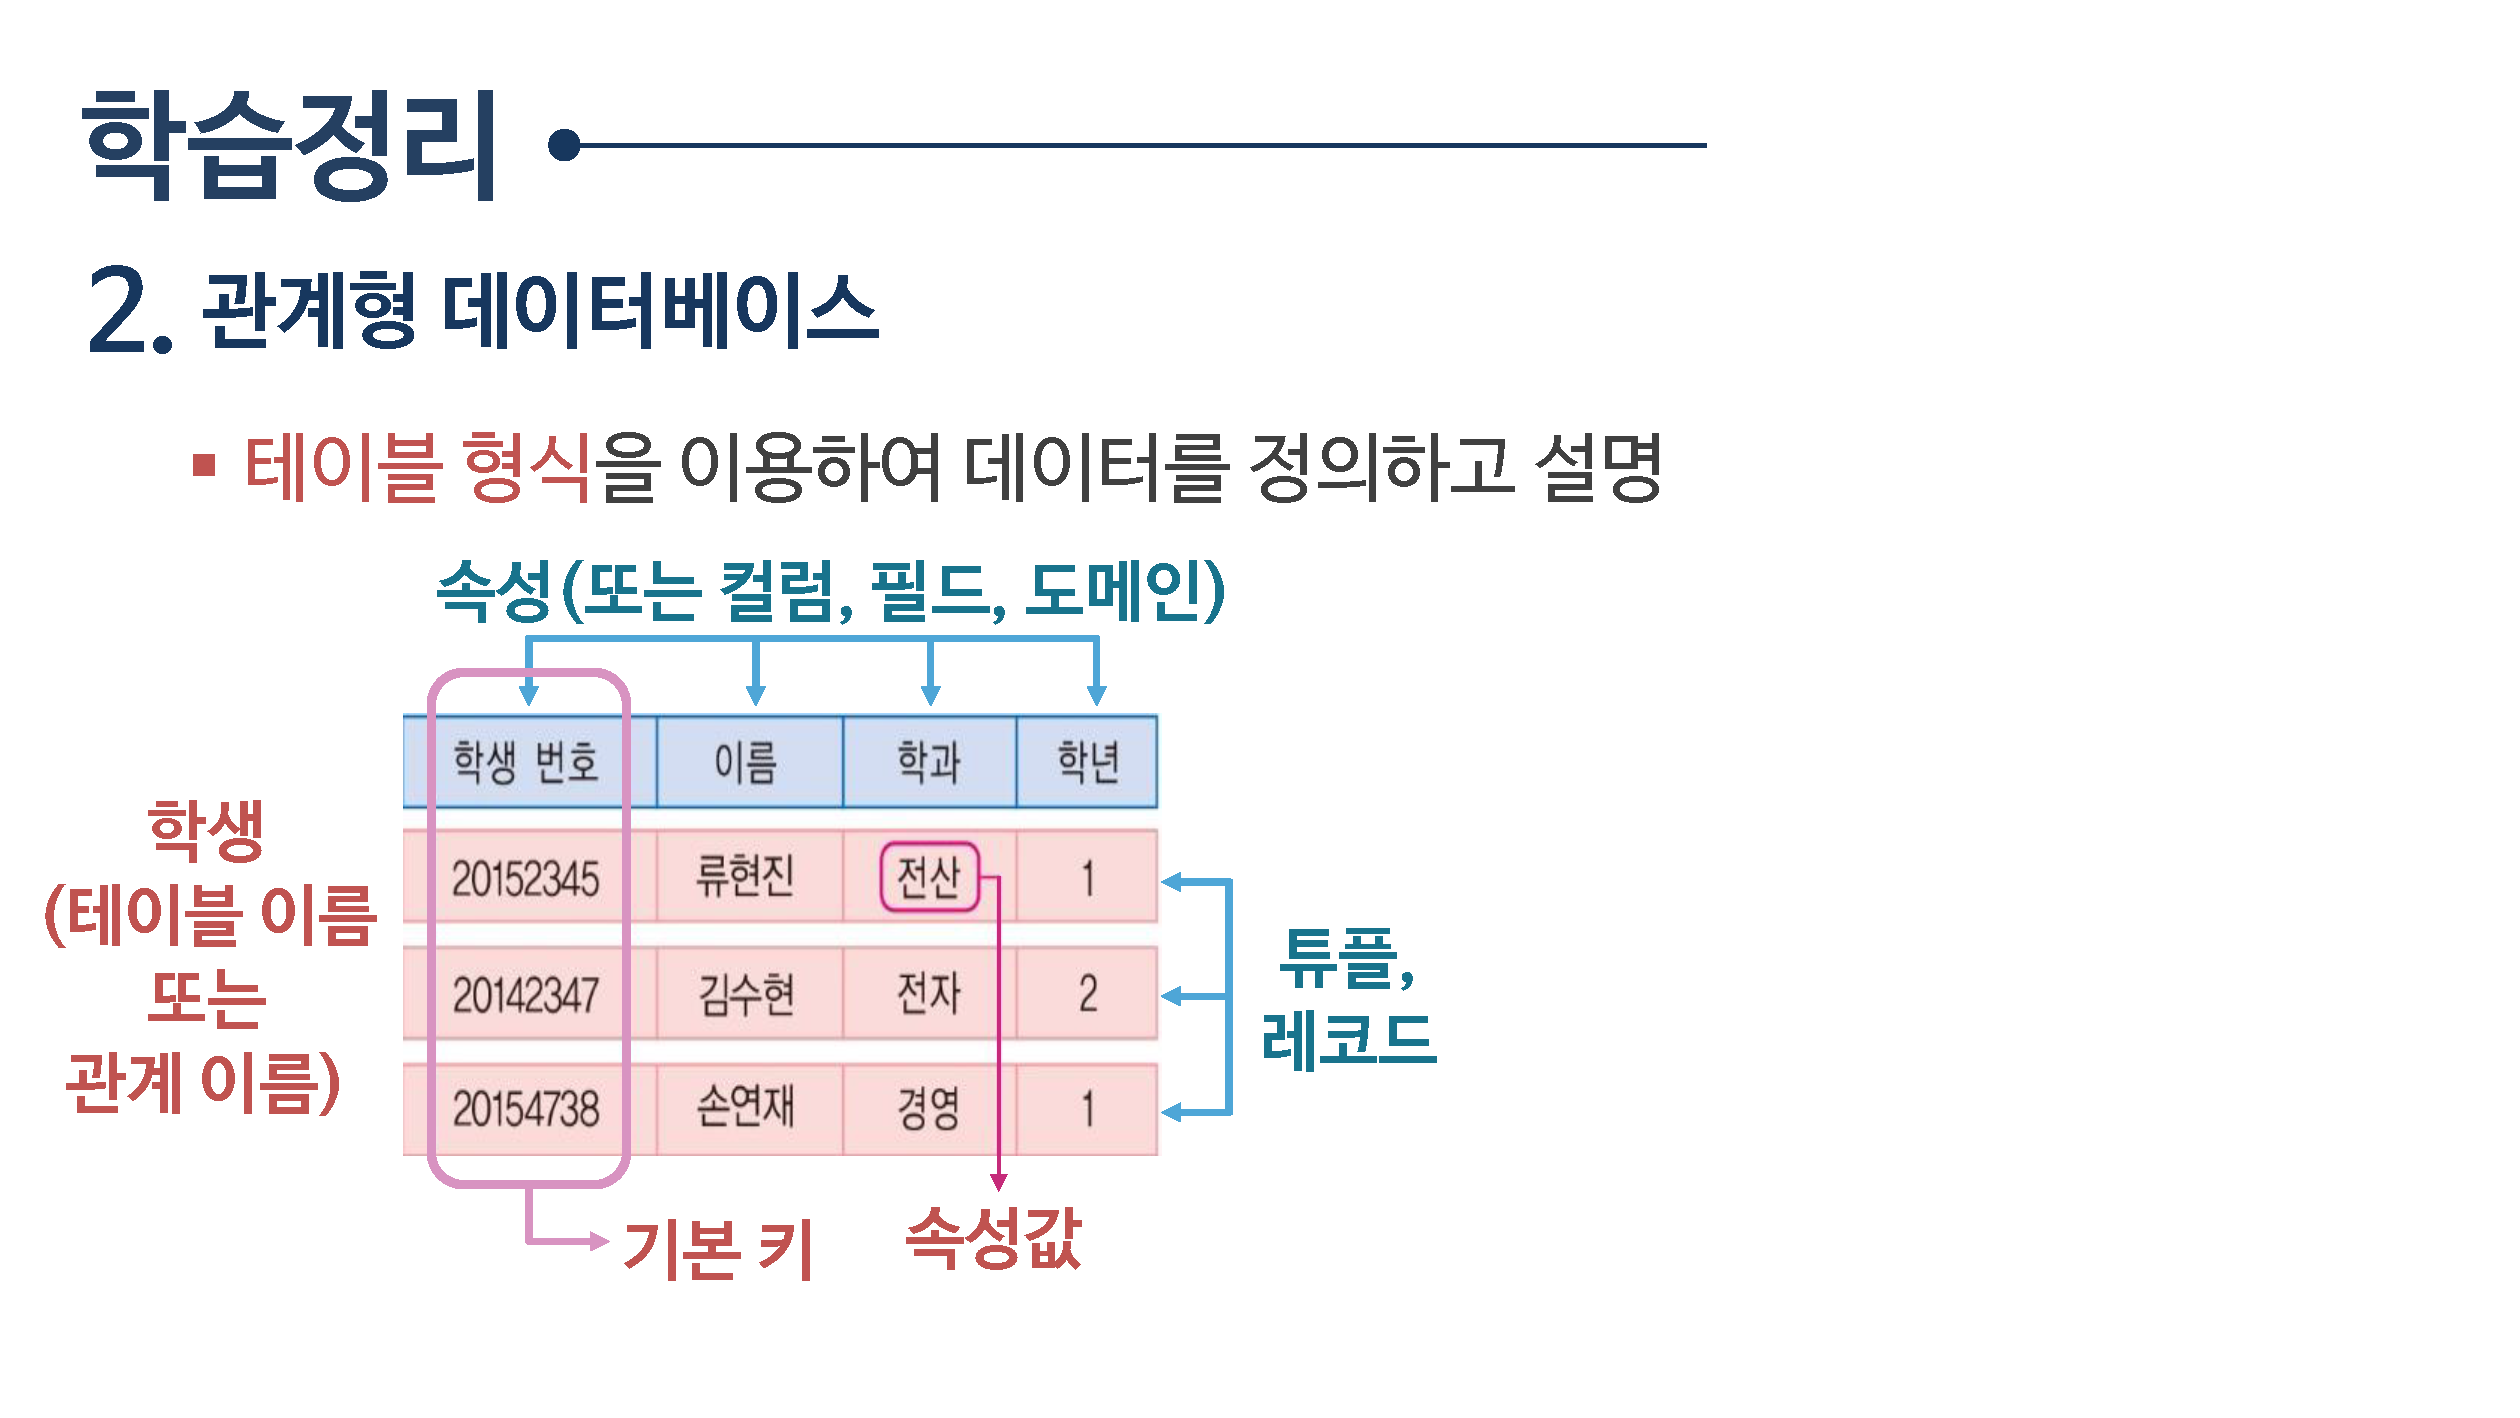 학습정리
2. 관계형 데이터베이스
▪ 테이블 형식을 이용하여 데이터를 정의하고 설명
속성(또는 컬럼, 필드, 도메인)
학생 번호 이름 학과 학년
20152345 류현진 전산 1
20142347 김수현 전자 2
20154738 손연재 경영 1
학생
(테이블 이름
또는
관계 이름)
튜플,
레코드
기본 키
속성값